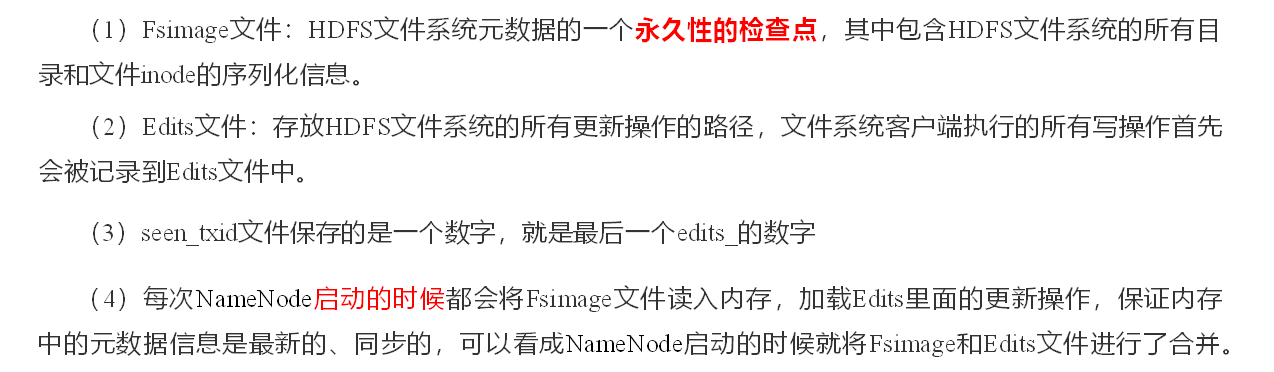 （1）Fsimage文件：HDFS文件系统元数据的一个永久性的检查点，其中包含HDFS文件系统的所有目
录和文件inode的序列化信息。
（2）Edits文件：存放HDFS文件系统的所有更新操作的路径，文件系统客户端执行的所有写操作首先
会被记录到Edits文件中。
（3）seen_txid文件保存的是一个数字，就是最后一个edits_的数字
（4）每次NameNode启动的时候都会将Fsimage文件读入内存，加载Edits里面的更新操作，保证内存
中的元数据信息是最新的、同步的，可以看成NameNode启动的时候就将Fsimage和Edits文件进行了合并。